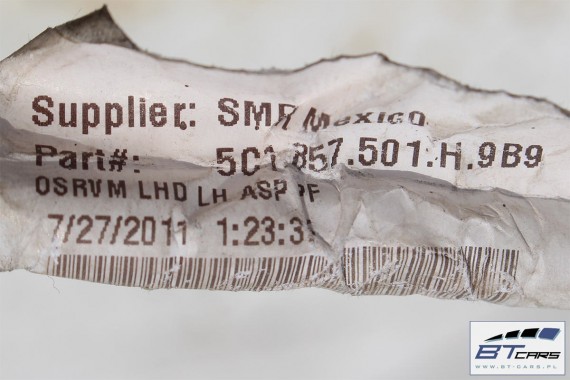 Supplier: SMR Mexico
Part#: 5C1.857.501.H.9B9
OSRVM LHD LH ASP PF
7/27/2011 1:23:3
BTCARS
WWW.BT-CARS.PL